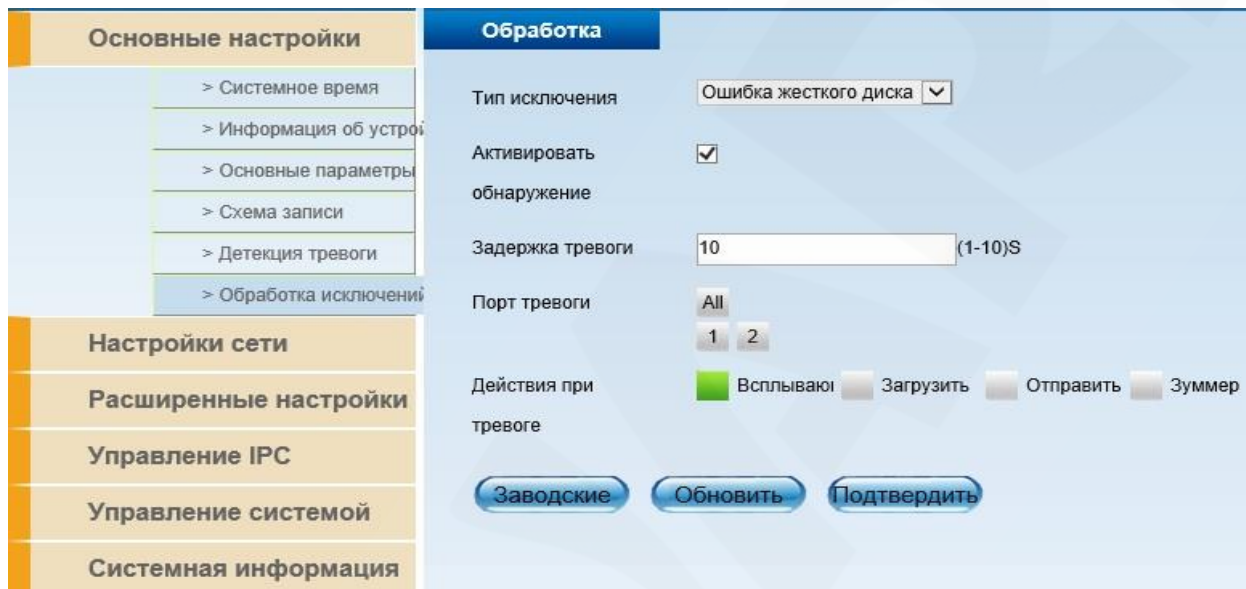 Основные настройки
> Системное время
> Информация об устрой
> Основные параметры
> Схема записи
> Детекция тревоги
> Обработка исключений
Настройки сети
Расширенные настройки
Управление IPC
Управление системой
Системная информация
Обработка
Тип исключения
Ошибка жесткого диска
Активировать
обнаружение
Задержка тревоги
10
(1-10)S
Порт тревоги
All
1 2
Действия при
тревоге
Всплываюı Загрузить Отправить Зуммер
Заводские Обновить Подтвердить